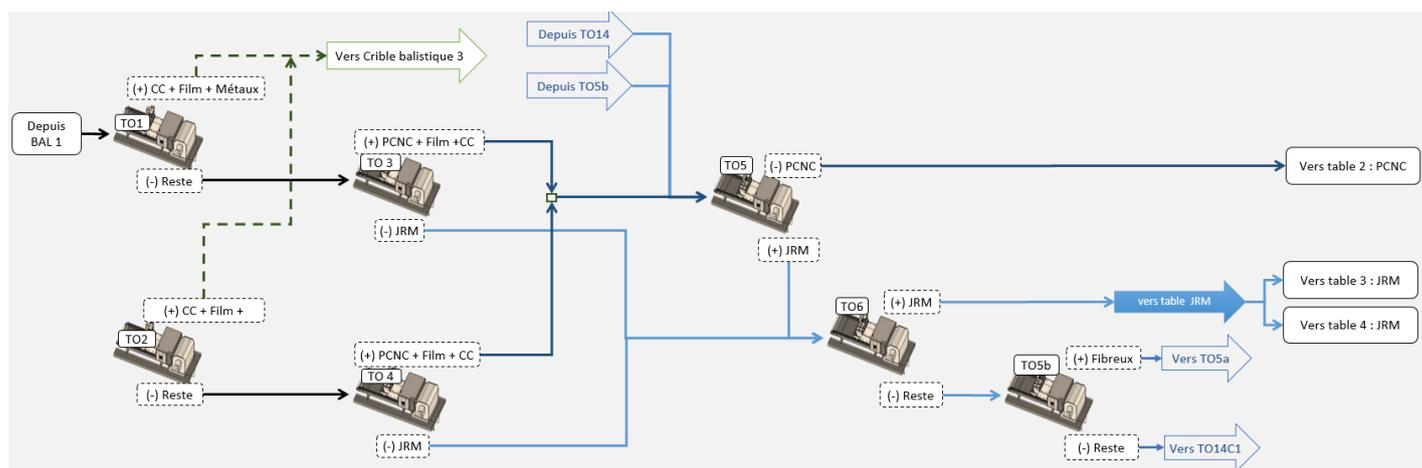 Depuis TO14
Vers Crible balistique 3
Depuis TO5b
(+) CC + Film + Métaux
Depuis
BAL 1
TO1
(+) PCNC + Film +CC
TO 3
TO5
(-) PCNC
Vers table 2 : PCNC
(-) Reste
(-) JRM
(+) JRM
Vers table 3 : JRM
(+) CC + Film +
TO6
(+) JRM
vers table JRM
Vers table 4 : JRM
TO2
(+) PCNC + Film + CC
TO 4
TO5b
(+) Fibreux
Vers TO5a
(-) Reste
(-) Reste
(-) JRM
(-) Reste
Vers TO14C1